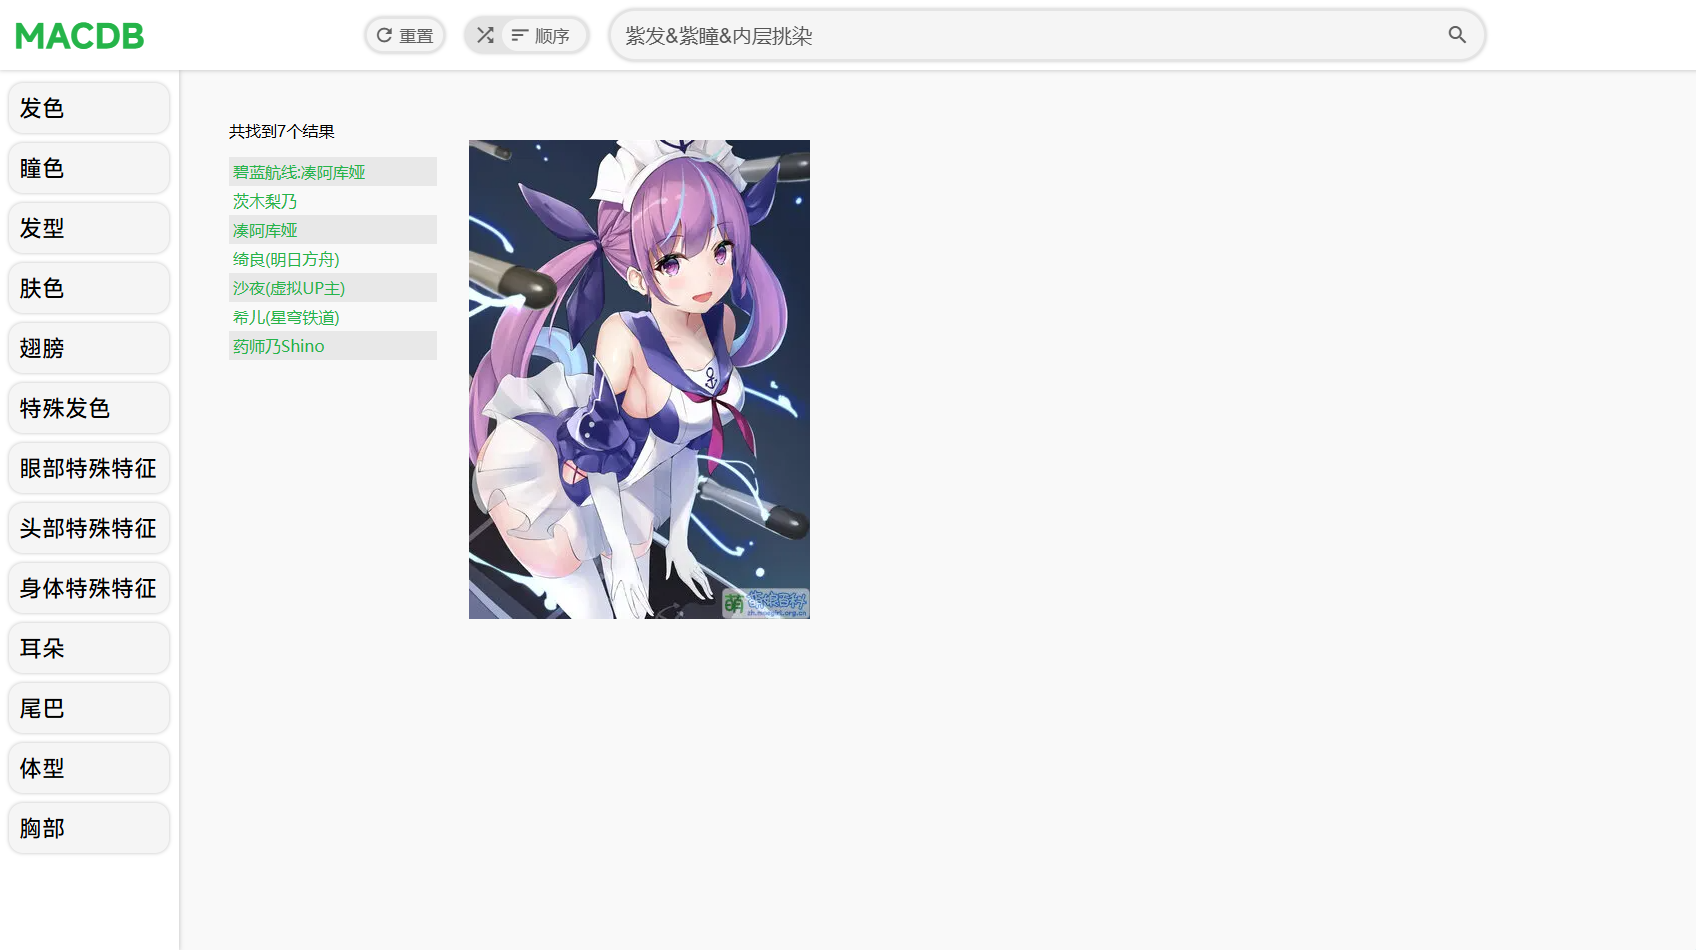 MACDB
重置
顺序
紫发&紫瞳&内层挑染
发色
瞳色
发型
肤色
翅膀
特殊发色
眼部特殊特征
头部特殊特征
身体特殊特征
耳朵
尾巴
体型
胸部
共找到7个结果
碧蓝航线:凑阿库娅
茨木梨乃
凑阿库娅
绮良(明日方舟)
沙夜(虚拟UP主)
希儿(星穹铁道)
药师乃Shino
萌 萌娘百科
zh.moegirl.org.cn